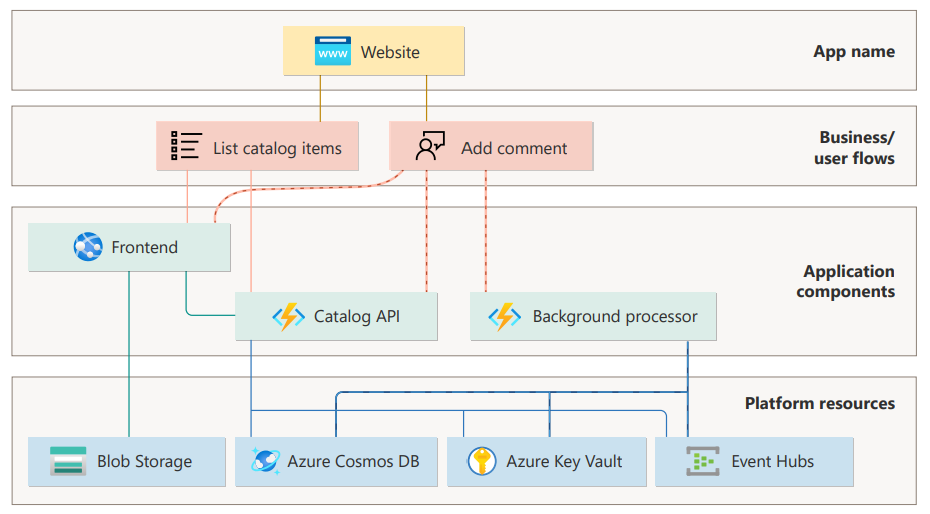 App name
www
Website
Business/
user flows
List catalog items
Add comment
Frontend
Application
components
Catalog API
Background processor
Platform resources
Blob Storage
Azure Cosmos DB
Azure Key Vault
Event Hubs